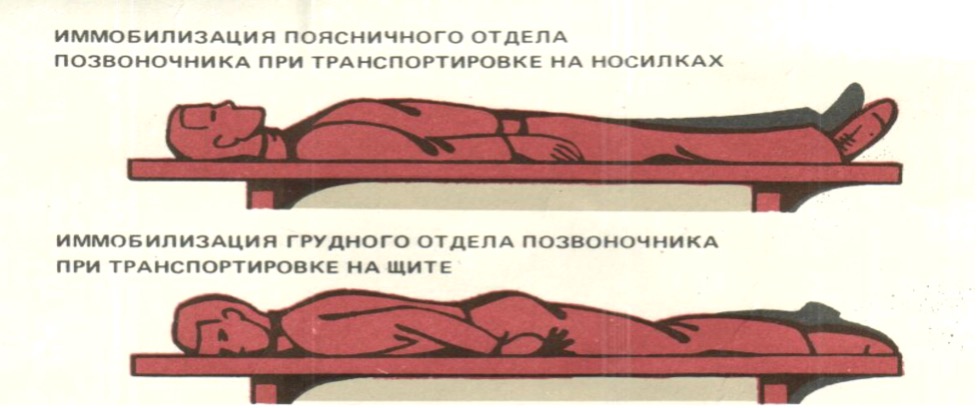 ИММОБИЛИЗАЦИЯ ПОЯСНИЧНОГО ОТДЕЛА
ПОЗВОНОЧНИКА ПРИ ТРАНСПОРТИРОВКЕ НА НОСИЛКАХ
ИММОБИЛИЗАЦИЯ ГРУДНОГО ОТДЕЛА ПОЗВОНОЧНИКА
ПРИ ТРАНСПОРТИРОВКЕ НА ЩИТЕ